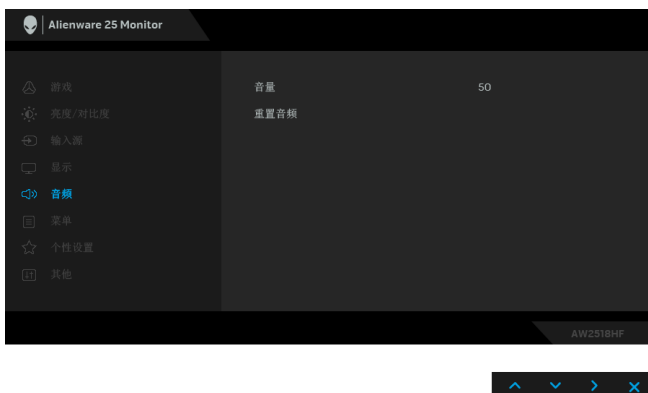 Alienware 25 Monitor
游戏
亮度/对比度
输入源
显示
音频
菜单
个性设置
其他
音量 50
重置音频
AW2518HF